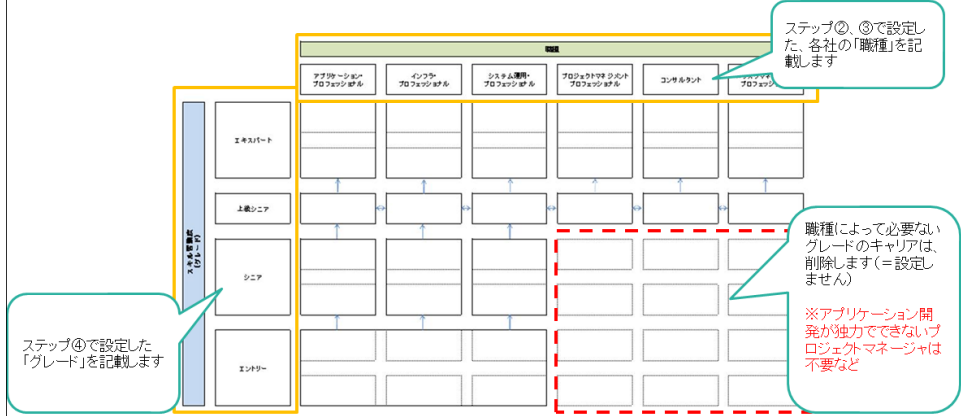 ステップ②、③で設定し
た、各社の「職種」を記
載します
職種
アプリケーション・
プロフェッショナル
インフラ・
プロフェッショナル
システム運用・
プロフェッショナル
プロジェクトマネジメント
プロフェッショナル
コンサルタント
プロフェッショナル
エキスパート
上級シニア
シニア
エントリー
スキル習熟度
(グレード)
職種によって必要ない
グレードのキャリアは、
削除します(=設定し
ません)
※アプリケーション開
発が独力でできないプ
ロジェクトマネージャは
不要など
ステップ④で設定した
「グレード」を記載します